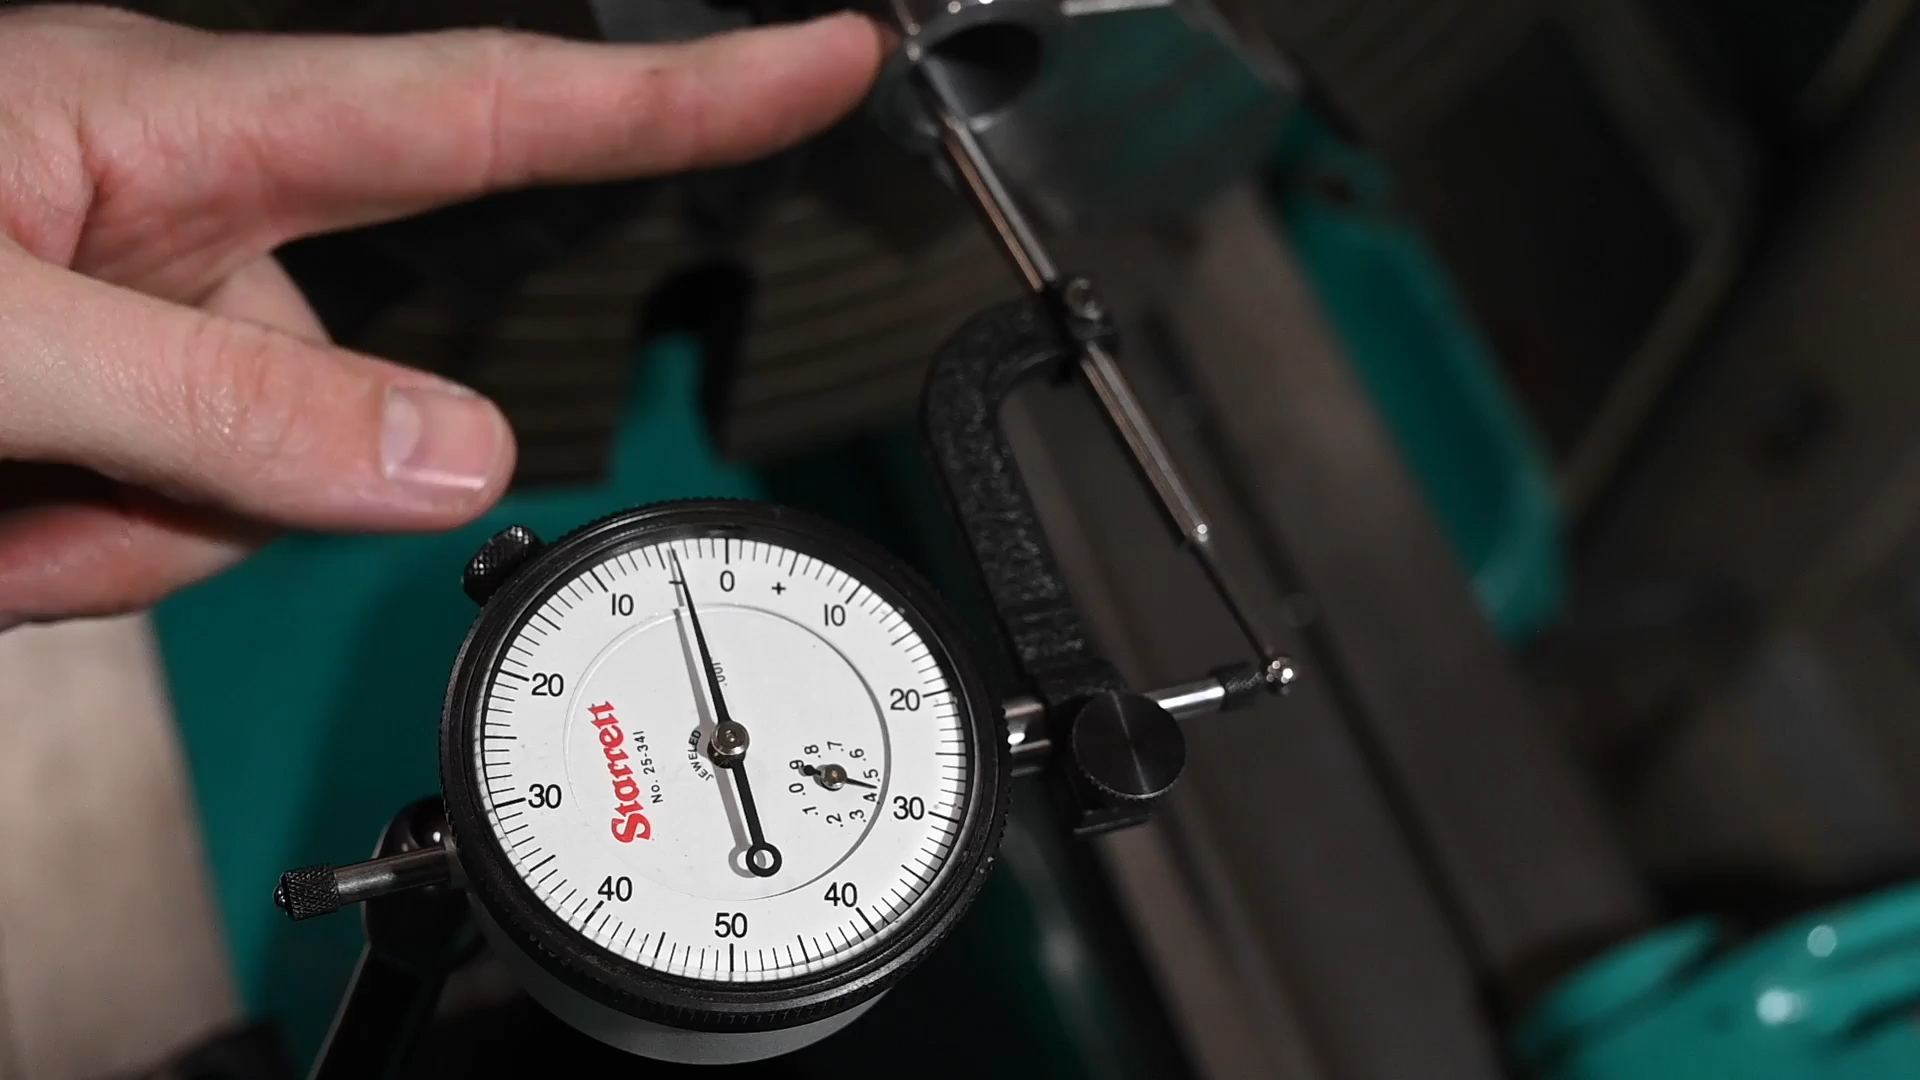 0
- +
10 10
.001"
20 20
Starrett
No. 25-341
JEWELED
.0 .1 .2 .3 .4 .5 .6 .7 .8 .9
30 30
40 40
50